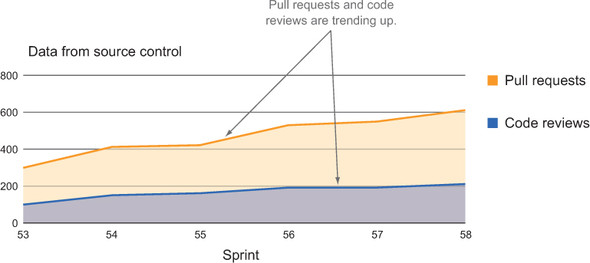 Pull requests and code
reviews are trending up.
Data from source control
800
600
400
200
0
53 54 55 56 57 58
Sprint
Pull requests
Code reviews